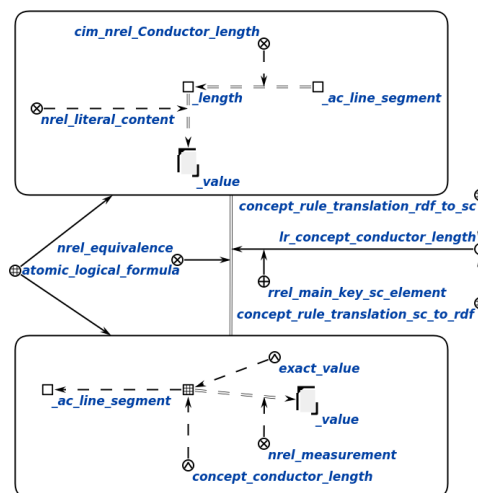 cim_nrel_Conductor_length
_length
_ac_line_segment
nrel_literal_content
_value
concept_rule_translation_rdf_to_sc
nrel_equivalence
lr_concept_conductor_length
atomic_logical_formula
rrel_main_key_sc_element
concept_rule_translation_sc_to_rdf
exact_value
_ac_line_segment
_value
nrel_measurement
concept_conductor_length